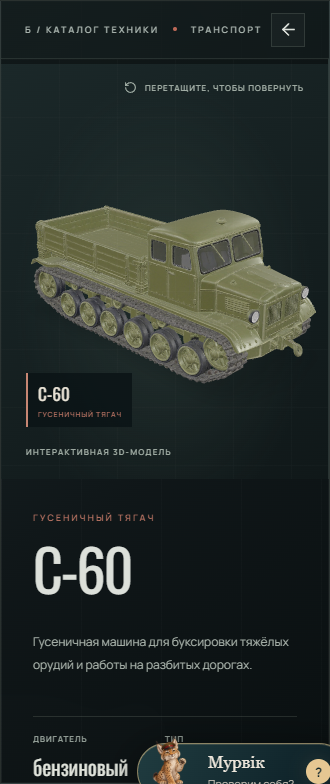 Б / КАТАЛОГ ТЕХНИКИ • ТРАНСПОРТ
ПЕРЕТАЩИТЕ, ЧТОБЫ ПОВЕРНУТЬ
С-60
ГУСЕНИЧНЫЙ ТЯГАЧ
ИНТЕРАКТИВНАЯ 3D-МОДЕЛЬ
ГУСЕНИЧНЫЙ ТЯГАЧ
С-60
Гусеничная машина для буксировки тяжёлых
орудий и работы на разбитых дорогах.
ДВИГАТЕЛЬ ТИП
бензиновый
Мурвік
?